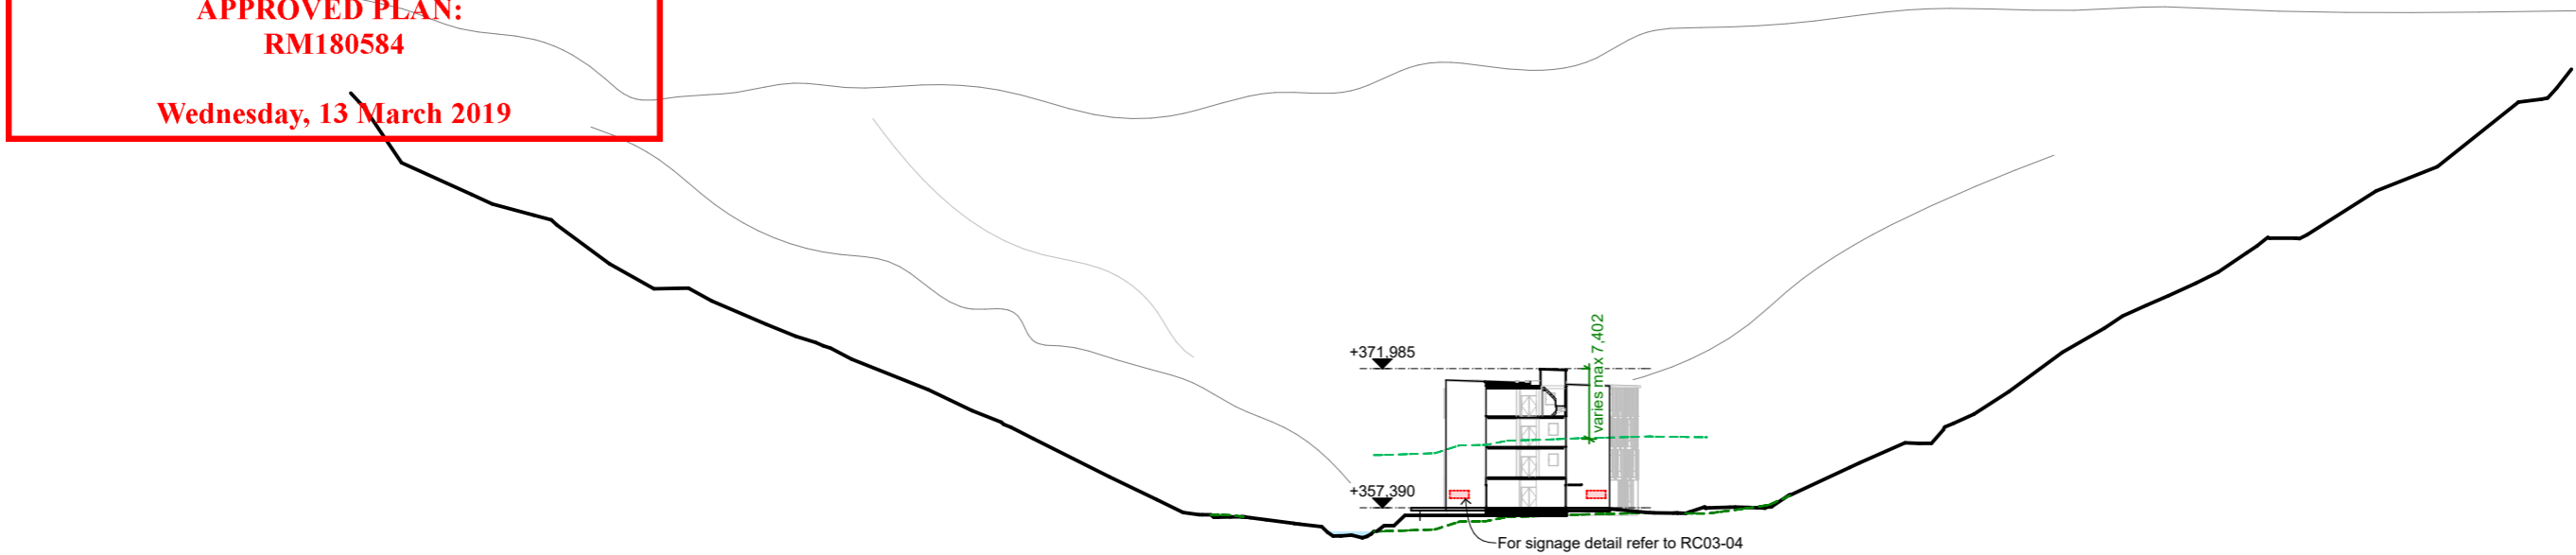 APPROVED PLAN:
RM180584
Wednesday, 13 March 2019
+371,985
varies max 7,402
+357,390
For signage detail refer to RC03-04